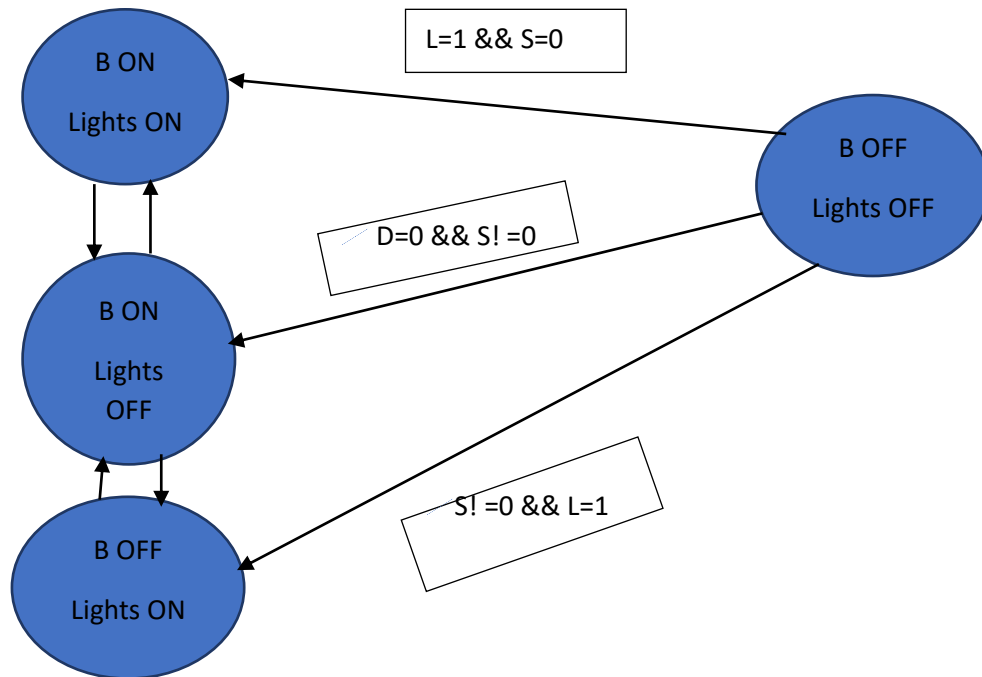 L=1 && S=0
B ON
Lights ON
B OFF
Lights OFF
D=0 && S! =0
B ON
Lights
OFF
S! =0 && L=1
B OFF
Lights ON